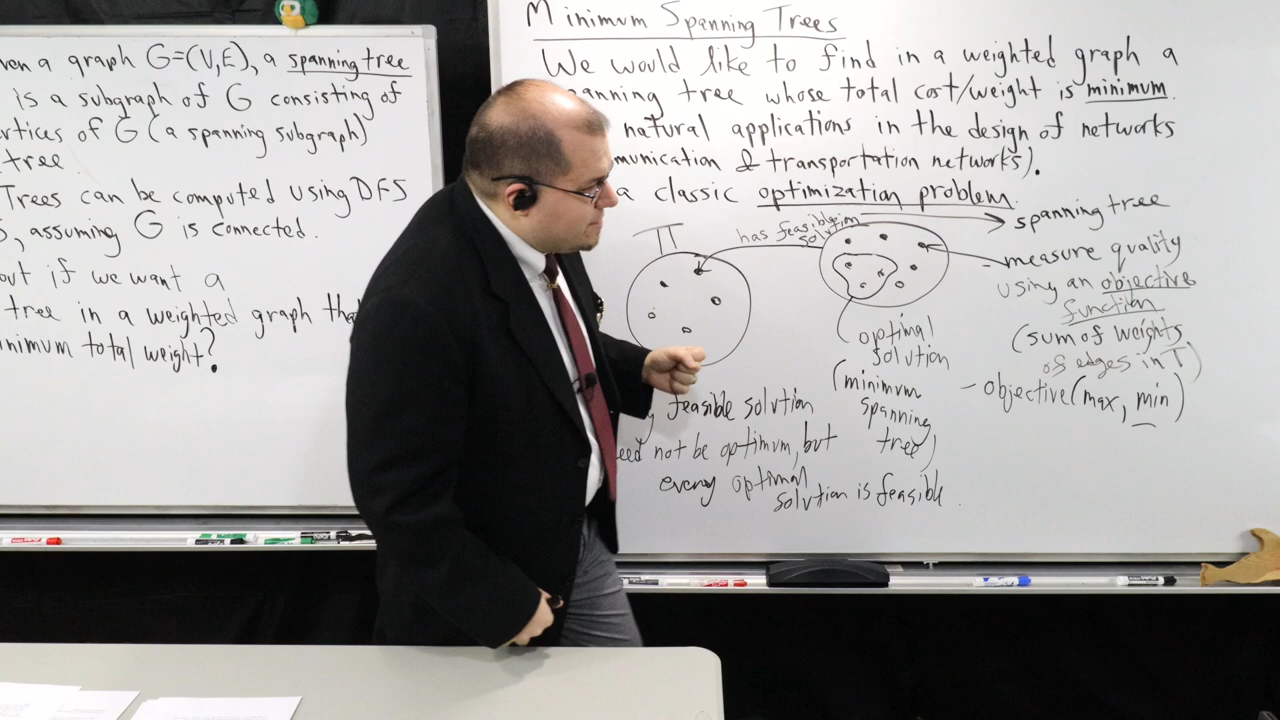 ven a graph G=(V,E), a spanning tree
is a subgraph of G consisting of
rtices of G (a spanning subgraph)
tree.
Trees can be computed using DFS
S, assuming G is connected.
out if we want a
tree in a weighted graph tha
nimum total weight?
Minimum Spanning Trees
We would like to find in a weighted graph a
panning tree whose total cost/weight is minimum.
natural applications in the design of networks
munication & transportation networks).
a classic optimization problem.
Π
has feasible
solution
in
spanning tree
measure quality
using an objective
function
(sum of weights
of edges in T)
- objective (max, min)
optimal
solution
(minimum
spanning
tree)
y feasible solution
eed not be optimum, but
every optimal
solution is feasible.